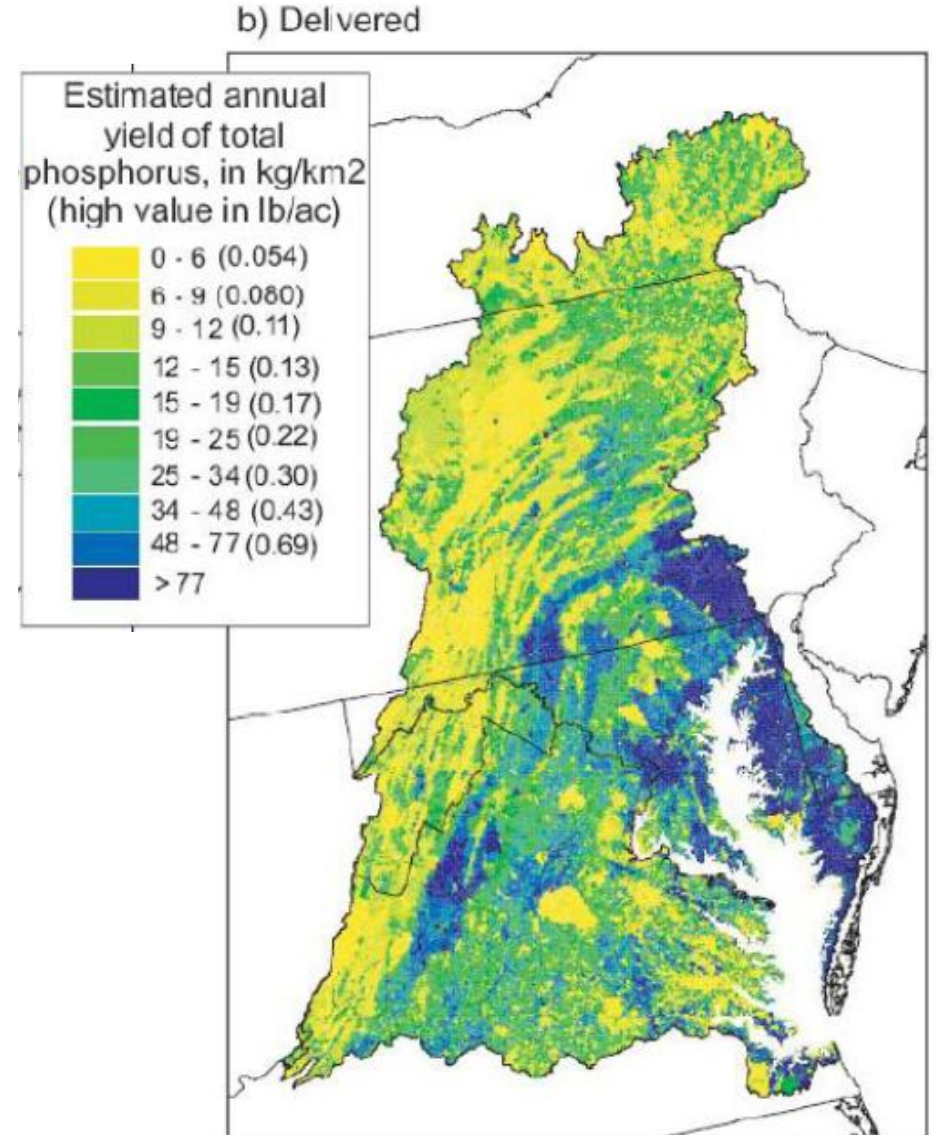 b) Delivered
Estimated annual
yield of total
phosphorus, in kg/km2
(high value in lb/ac)
0 - 6 (0.054)
6 - 9 (0.080)
9 - 12 (0.11)
12 - 15 (0.13)
15 - 19 (0.17)
19 - 25 (0.22)
25 - 34 (0.30)
34 - 48 (0.43)
48 - 77 (0.69)
> 77